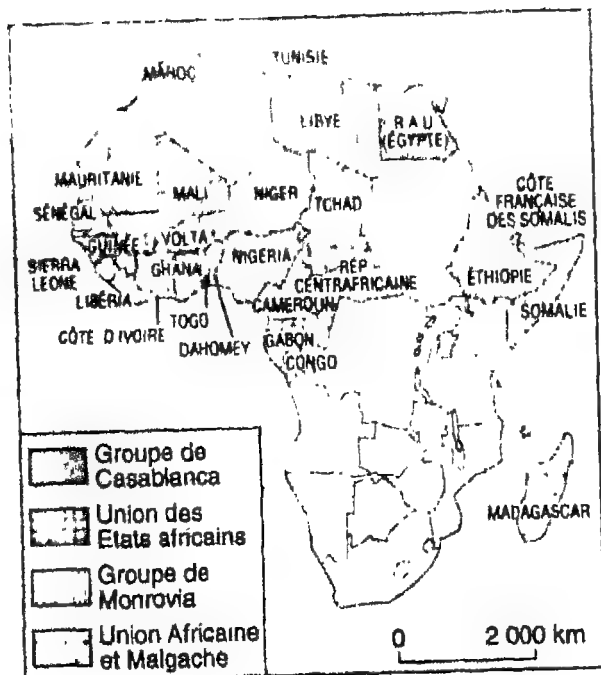 TUNISIE
MAROC
LIBYE
R A U
(ÉGYPTE)
MAURITANIE
MALI
NIGER
TCHAD
CÔTE
FRANÇAISE
DES SOMALIS
SÉNÉGAL
GUINÉE
VOLTA
NIGÉRIA
SIERRA
LEONE
GHANA
RÉP
CENTRAFRICAINE
ÉTHIOPIE
LIBÉRIA
CAMEROUN
SOMALIE
CÔTE D'IVOIRE
TOGO
DAHOMEY
GABON
CONGO
MADAGASCAR
Groupe de
Casablanca
Union des
Etats africains
Groupe de
Monrovia
Union Africaine
et Malgache
0 2 000 km